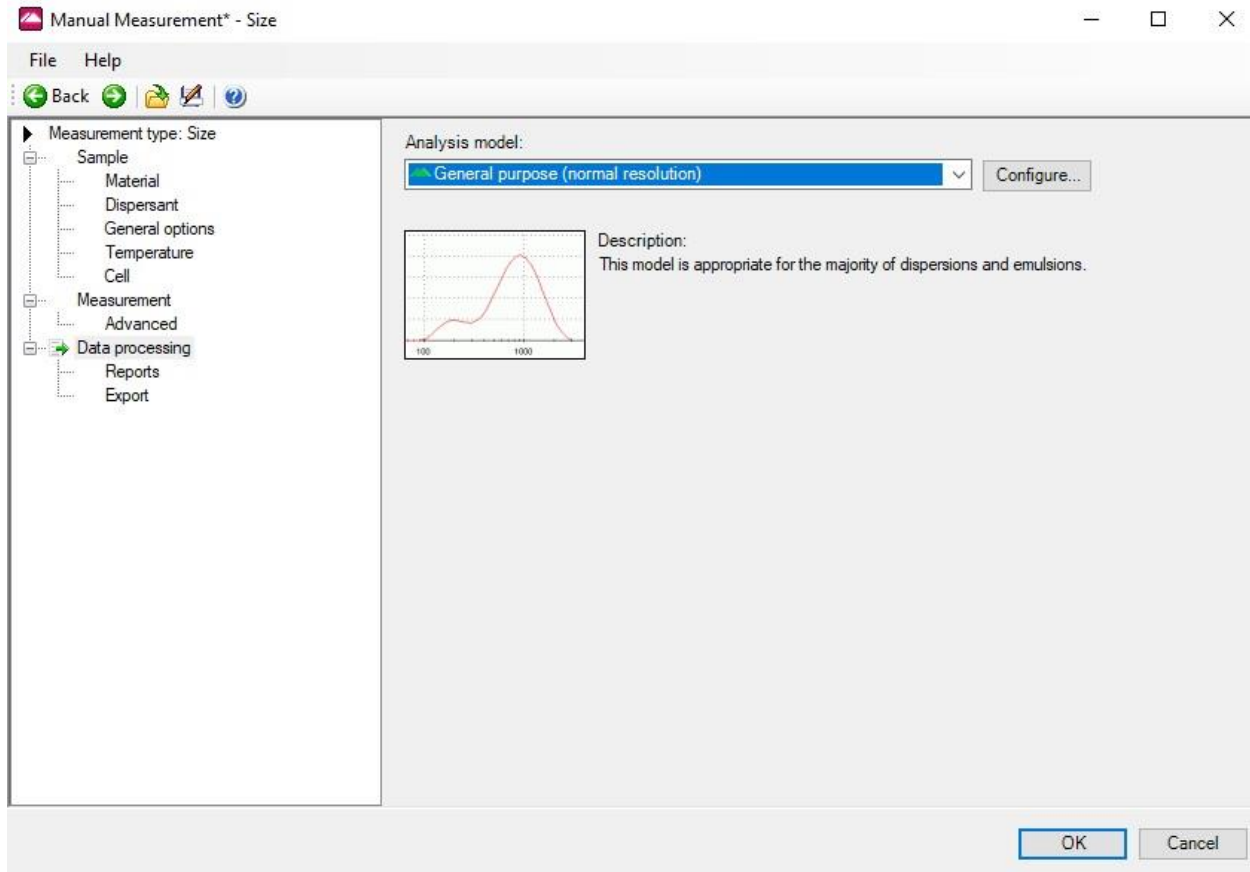 Manual Measurement* - Size
File Help
Back
Measurement type: Size
Sample
Material
Dispersant
General options
Temperature
Cell
Measurement
Advanced
Data processing
Reports
Export
Analysis model:
General purpose (normal resolution)
Configure...
Description:
This model is appropriate for the majority of dispersions and emulsions.
100 1000
OK Cancel